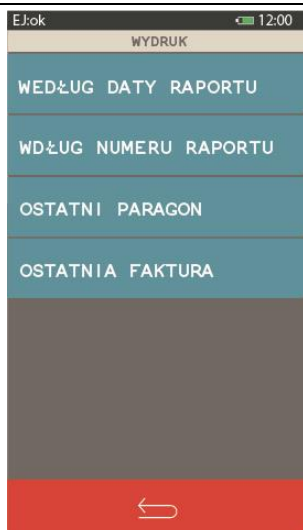 EJ:ok 12:00
WYDRUK
WEDŁUG DATY RAPORTU
WDŁUG NUMERU RAPORTU
OSTATNI PARAGON
OSTATNIA FAKTURA